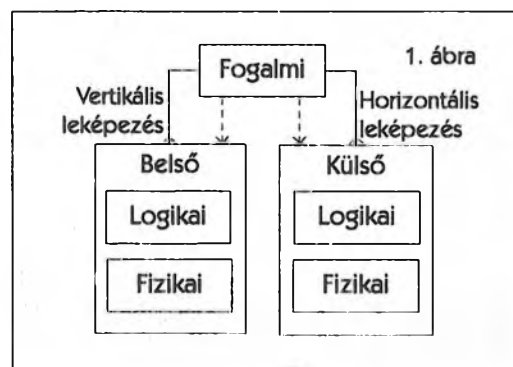 1. ábra
Fogalmi
Vertikális
leképezés
Horizontális
leképezés
Belső
Logikai
Fizikai
Külső
Logikai
Fizikai